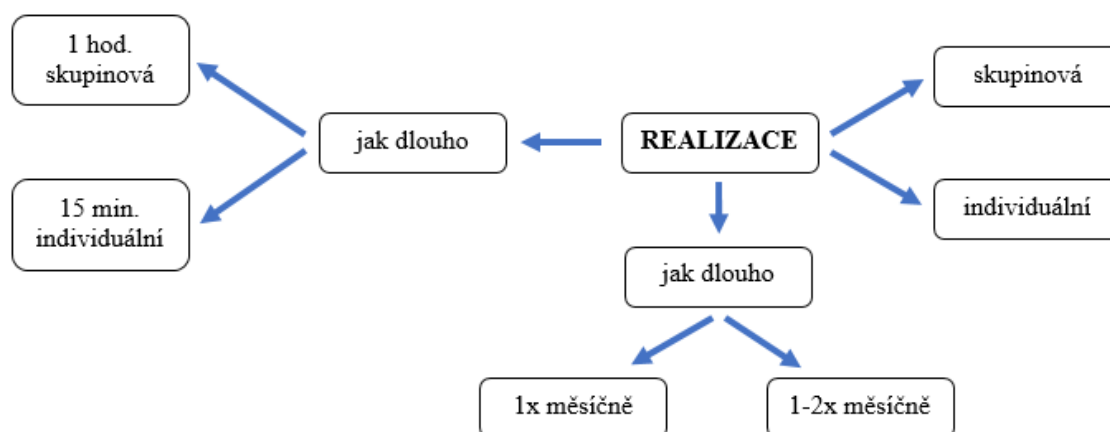 1 hod.
skupinová
skupinová
jak dlouho
REALIZACE
15 min.
individuální
individuální
jak dlouho
1x měsíčně
1-2x měsíčně